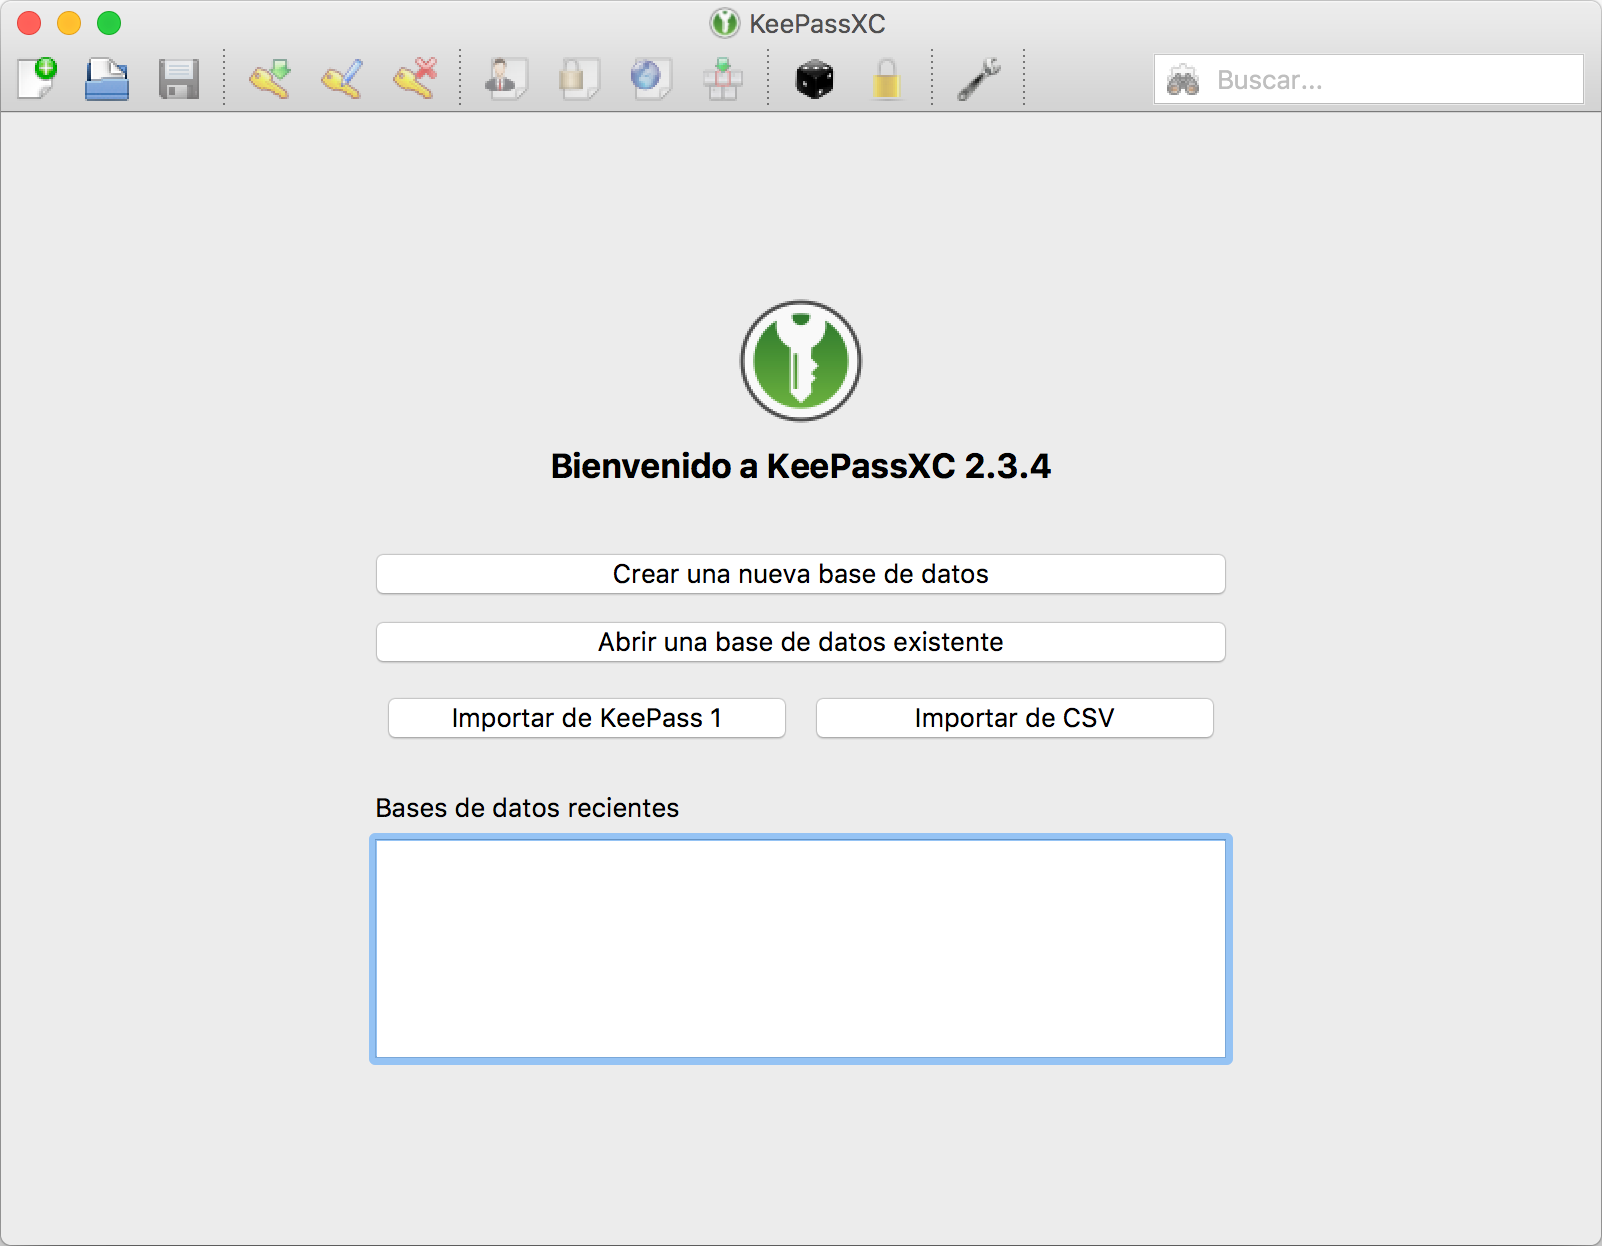 KeePassXC
Buscar...
Bienvenido a KeePassXC 2.3.4
Crear una nueva base de datos
Abrir una base de datos existente
Importar de KeePass 1
Importar de CSV
Bases de datos recientes